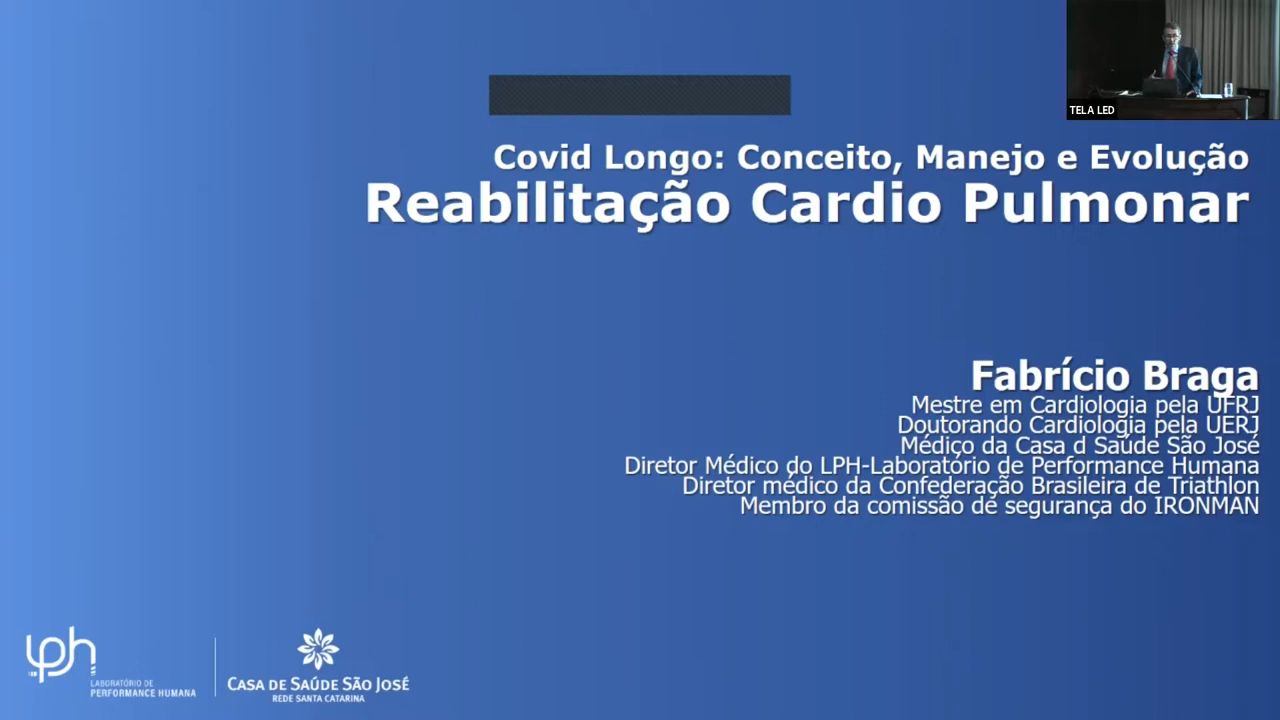 TELA LED
Covid Longo: Conceito, Manejo e Evolução
Reabilitação Cardio Pulmonar
Fabrício Braga
Mestre em Cardiologia pela UFRJ
Doutorando Cardiologia pela UERJ
Médico da Casa d Saúde São José
Diretor Médico do LPH-Laboratório de Performance Humana
Diretor médico da Confederação Brasileira de Triathlon
Membro da comissão de segurança do IRONMAN
lph
LABORATÓRIO DE
PERFORMANCE HUMANA
CASA DE SAÚDE SÃO JOSÉ
REDE SANTA CATARINA